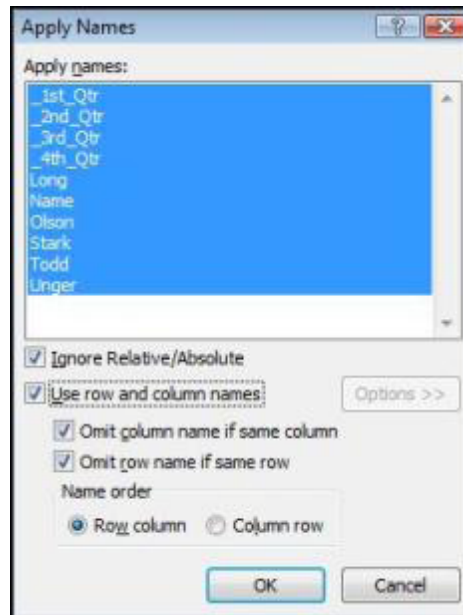 Apply Names
Apply names:
_1st_Qtr
_2nd_Qtr
_3rd_Qtr
_4th_Qtr
Long
Name
Olson
Stark
Todd
Unger
Ignore Relative/Absolute
Use row and column names
Options >>
Omit column name if same column
Omit row name if same row
Name order
Row column
Column row
OK
Cancel